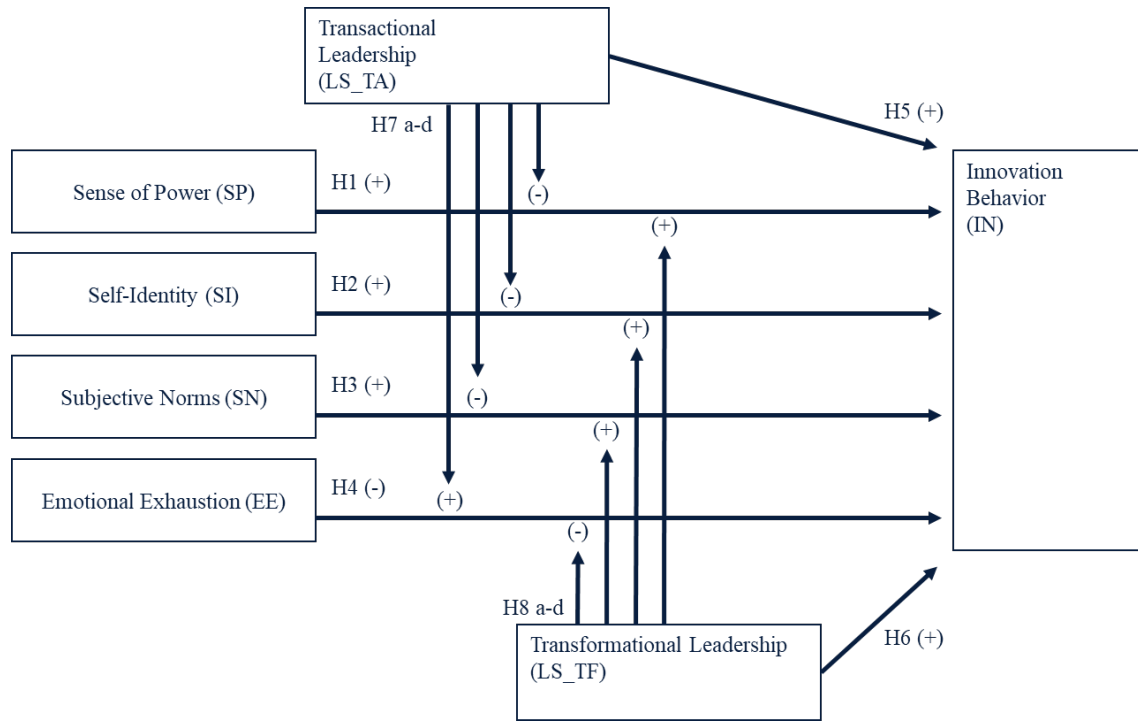 Transactional
Leadership
(LS_TA)
H5 (+)
H7 a-d
Sense of Power (SP)
H1 (+)
(-)
Innovation
Behavior
(IN)
(+)
Self-Identity (SI)
H2 (+)
(-)
(+)
Subjective Norms (SN)
H3 (+)
(-)
(+)
Emotional Exhaustion (EE)
H4 (-)
(+)
(-)
H8 a-d
Transformational Leadership
(LS_TF)
H6 (+)